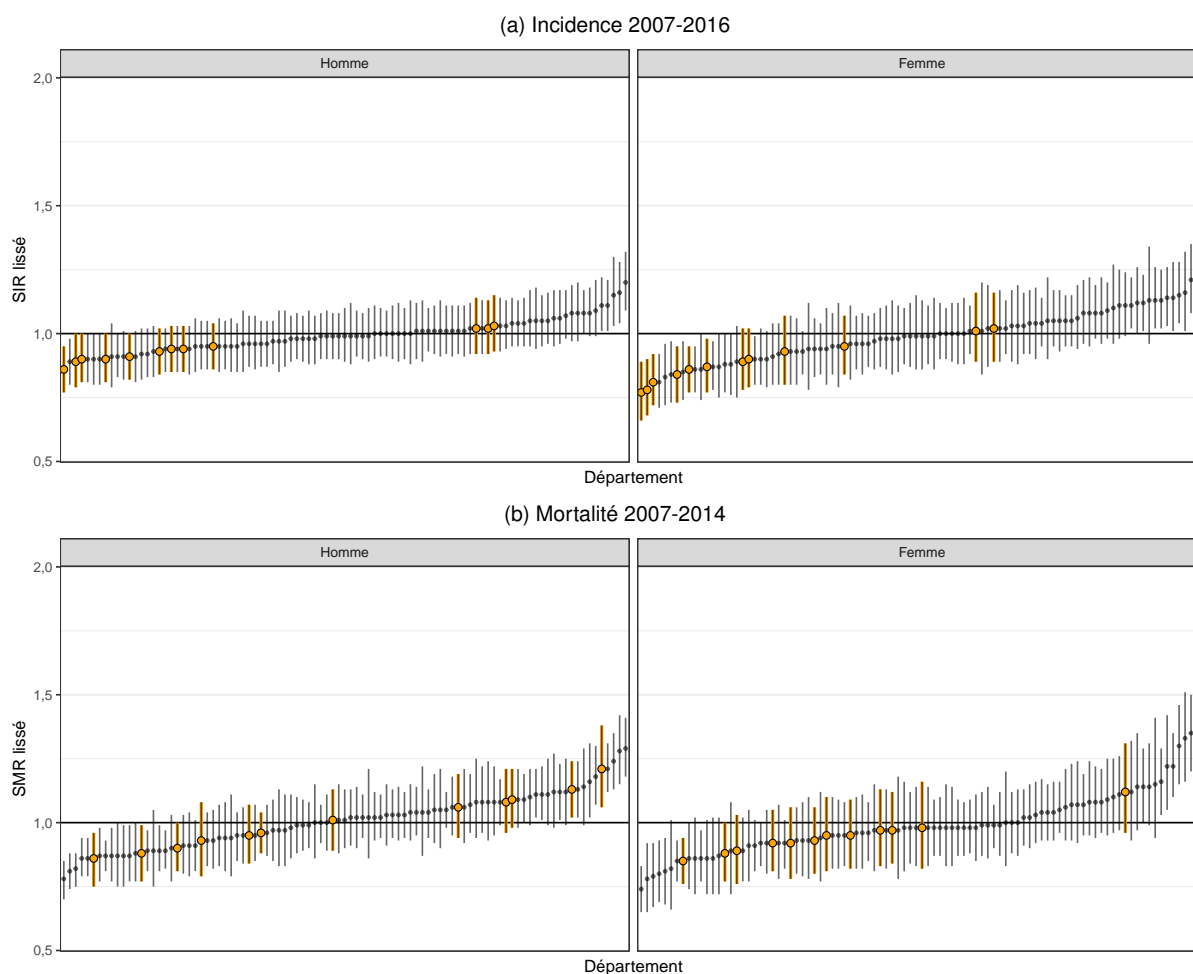 (a) Incidence 2007-2016
Homme
Femme
SIR lissé
2,0
1,5
1,0
0,5
Département
(b) Mortalité 2007-2014
Homme
Femme
SMR lissé
2,0
1,5
1,0
0,5
Département